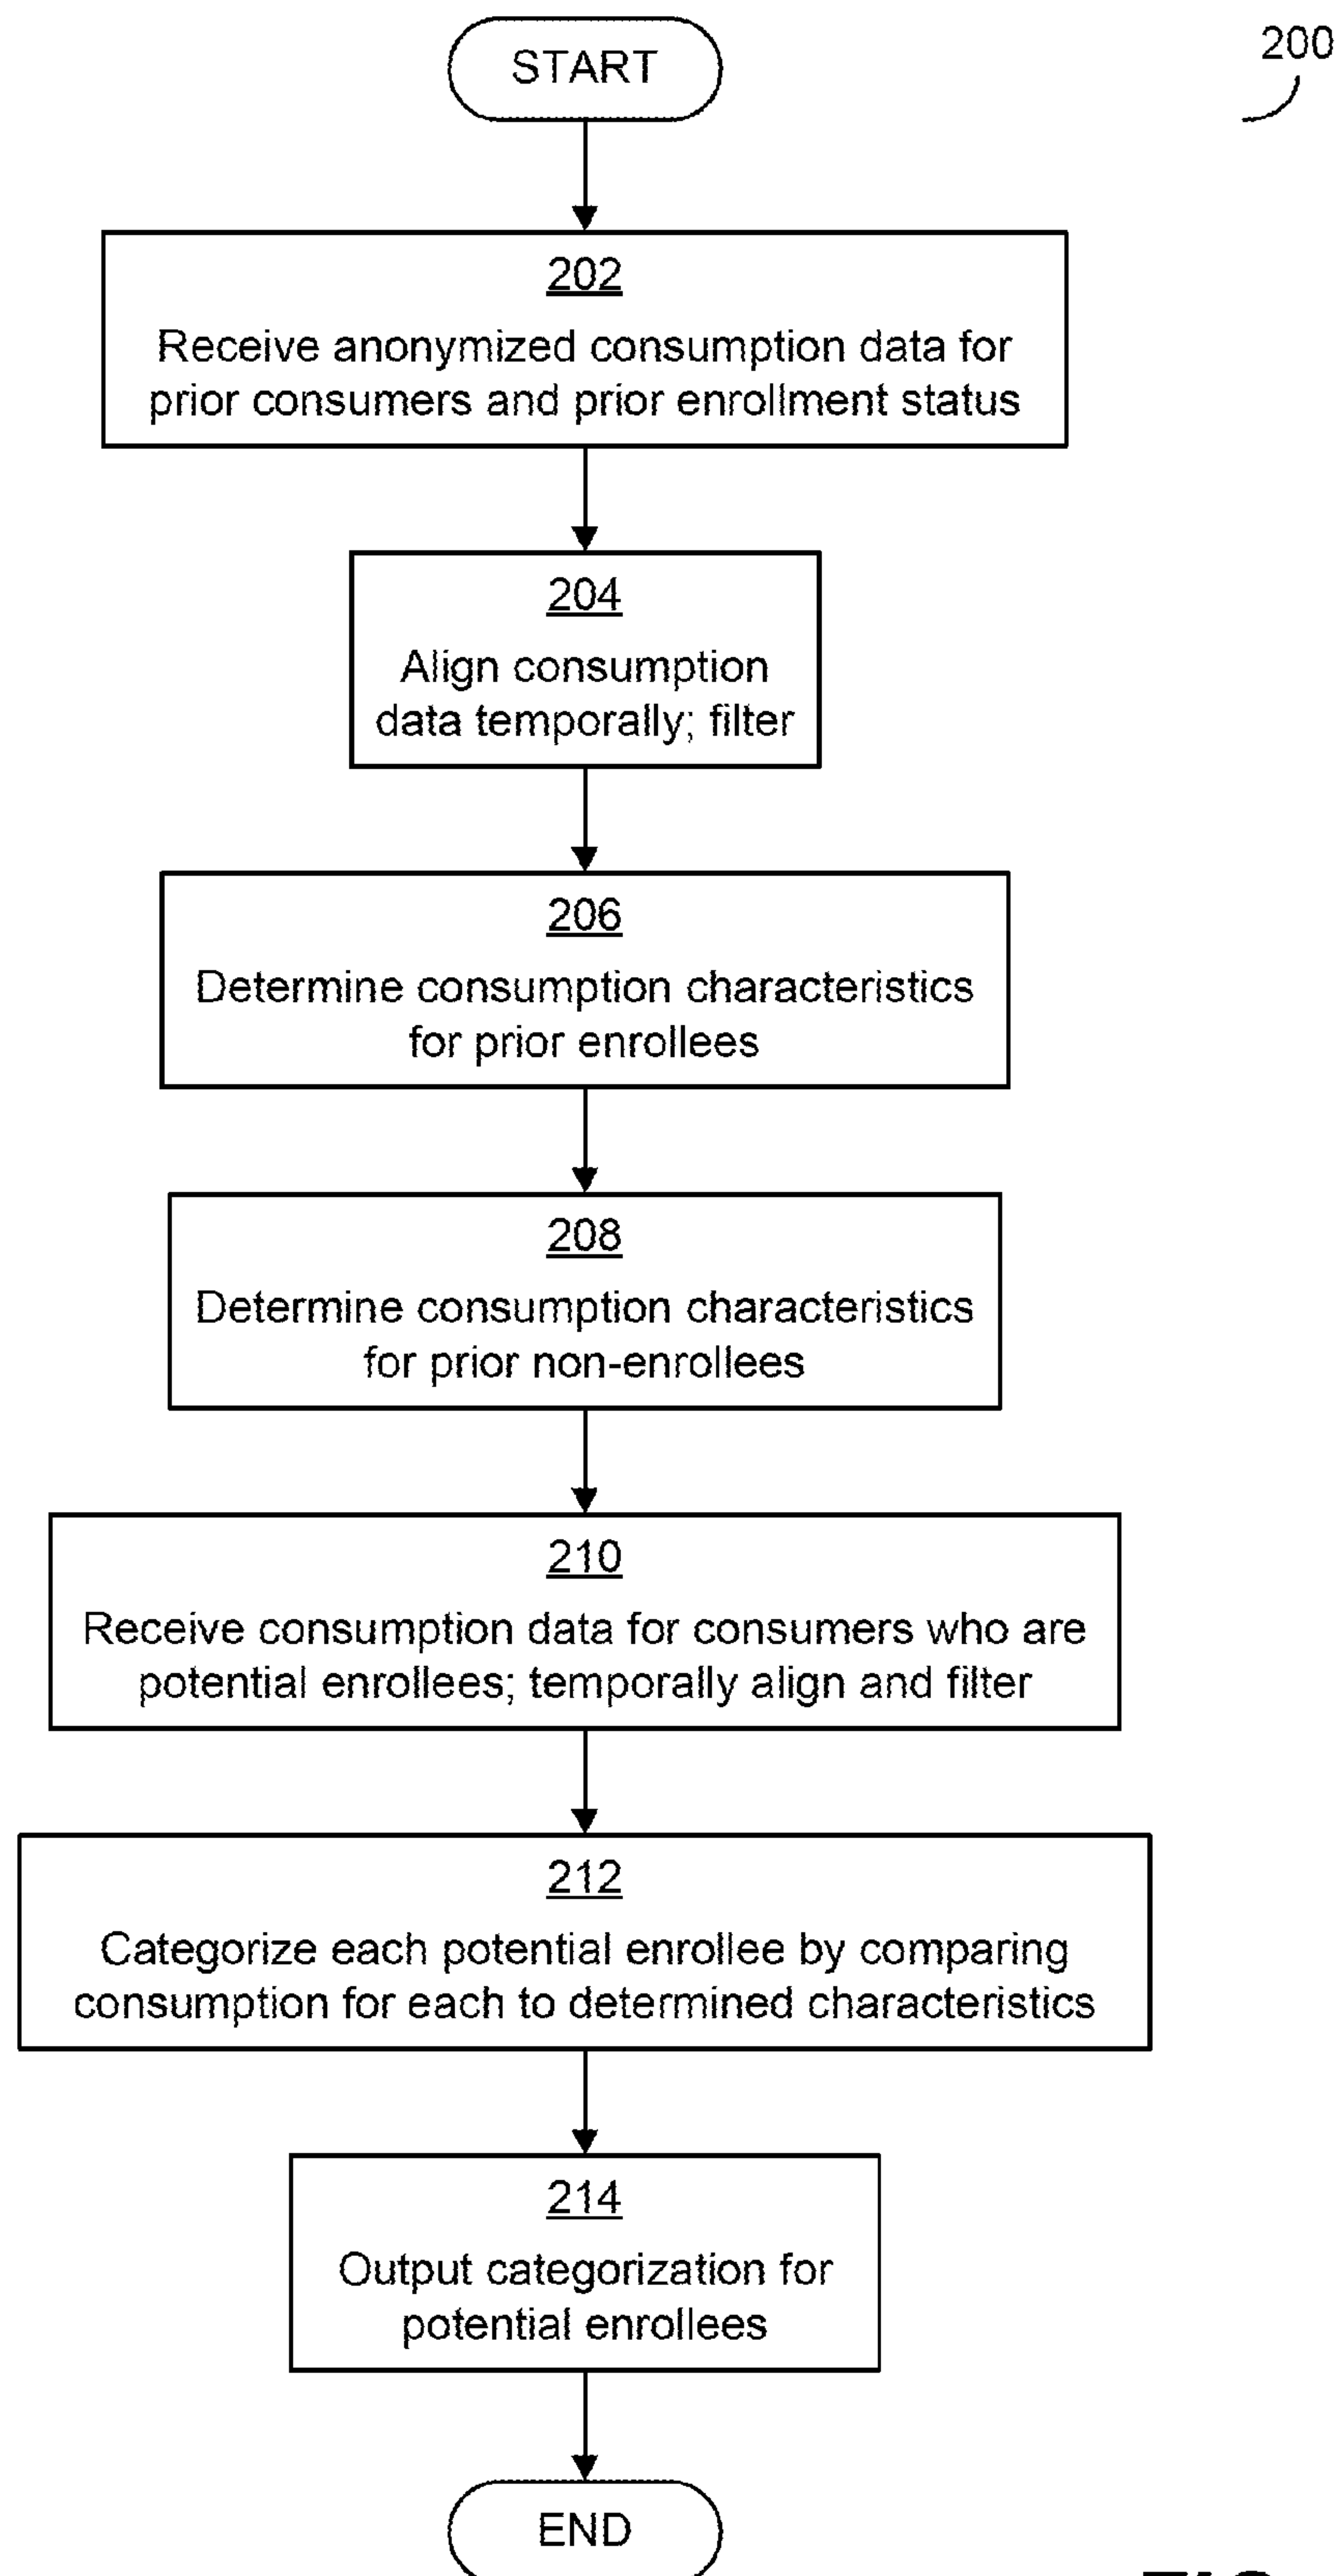 START
200
202
Receive anonymized consumption data for
prior consumers and prior enrollment status
204
Align consumption
data temporally; filter
206
Determine consumption characteristics
for prior enrollees
208
Determine consumption characteristics
for prior non-enrollees
210
Receive consumption data for consumers who are
potential enrollees; temporally align and filter
212
Categorize each potential enrollee by comparing
consumption for each to determined characteristics
214
Output categorization for
potential enrollees
END